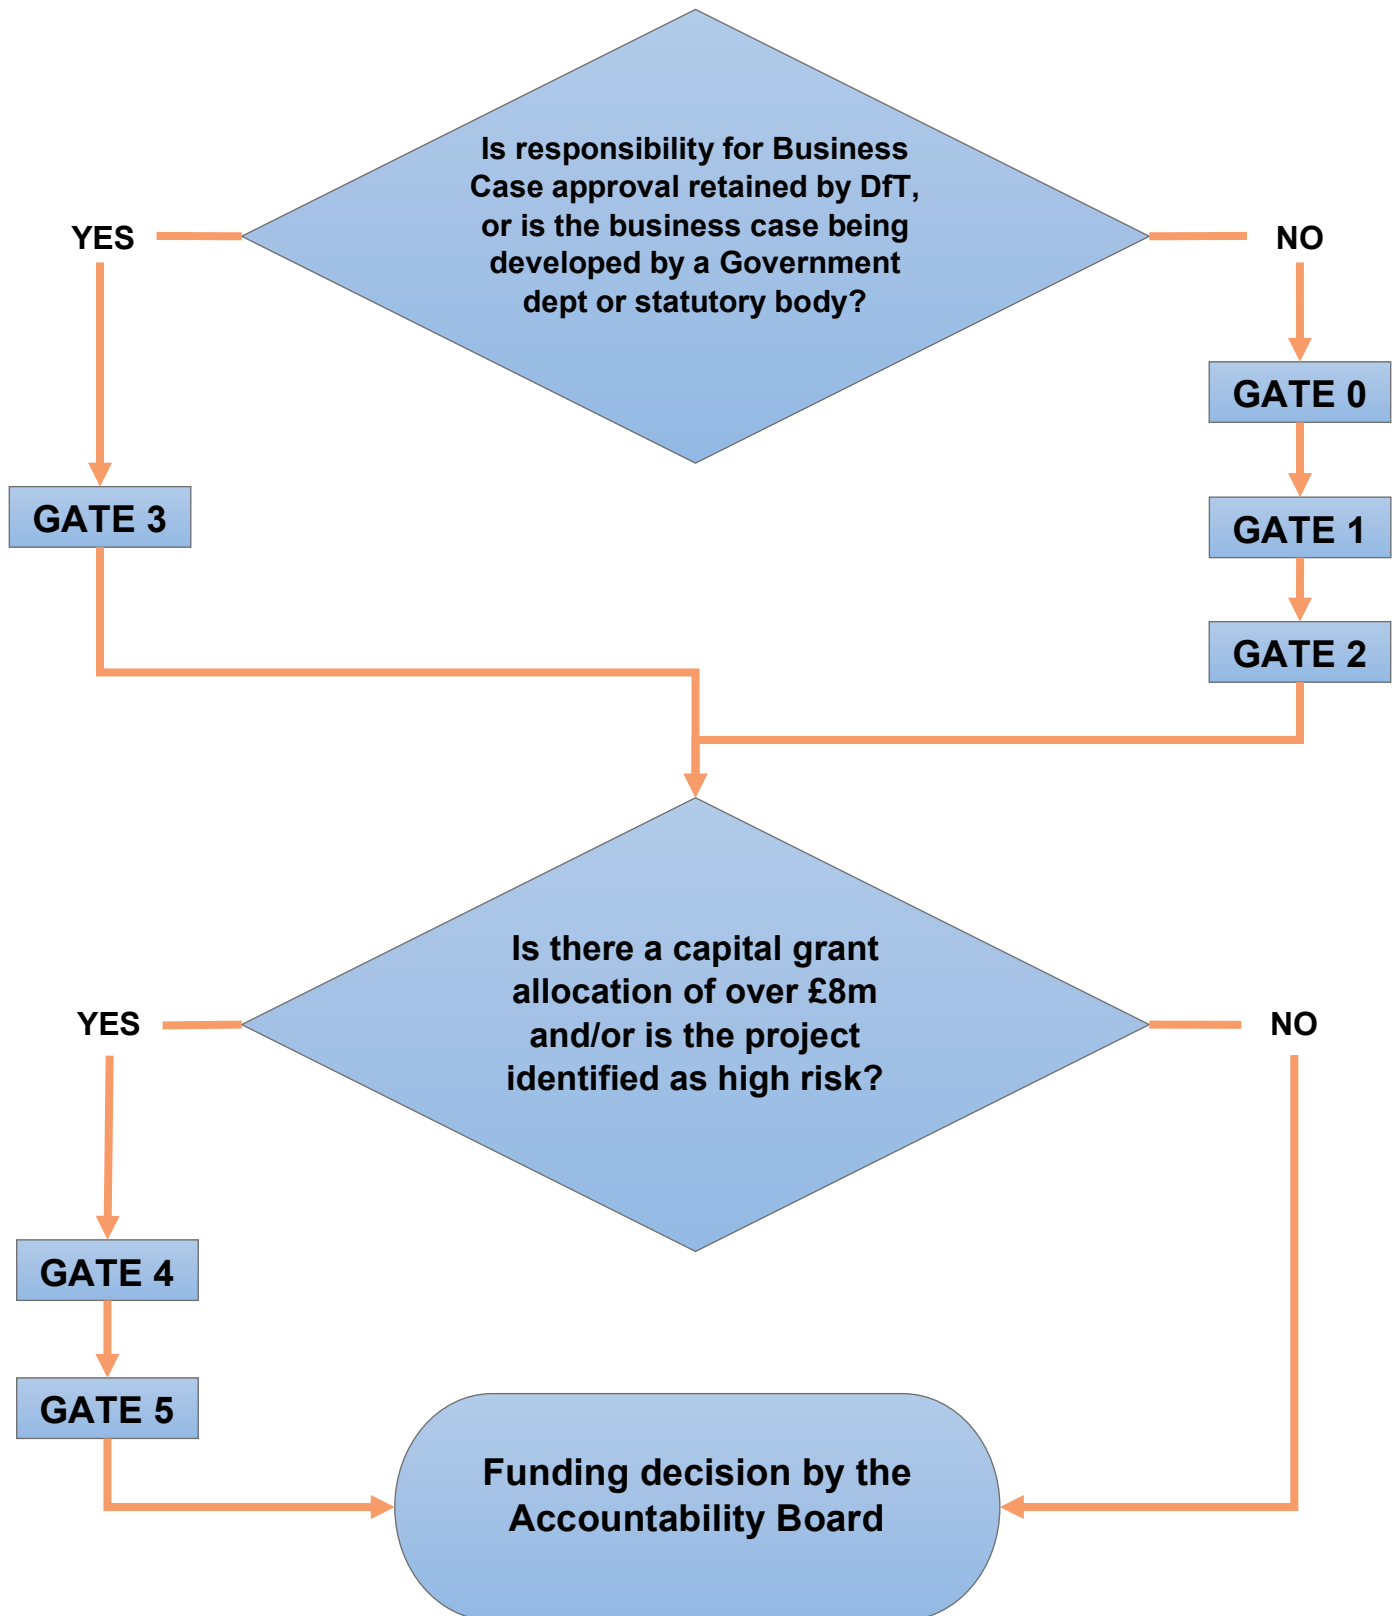 Is responsibility for Business
Case approval retained by DfT,
or is the business case being
developed by a Government
dept or statutory body?
YES
NO
GATE 0
GATE 3
GATE 1
GATE 2
Is there a capital grant
allocation of over £8m
and/or is the project
identified as high risk?
YES
NO
GATE 4
GATE 5
Funding decision by the
Accountability Board